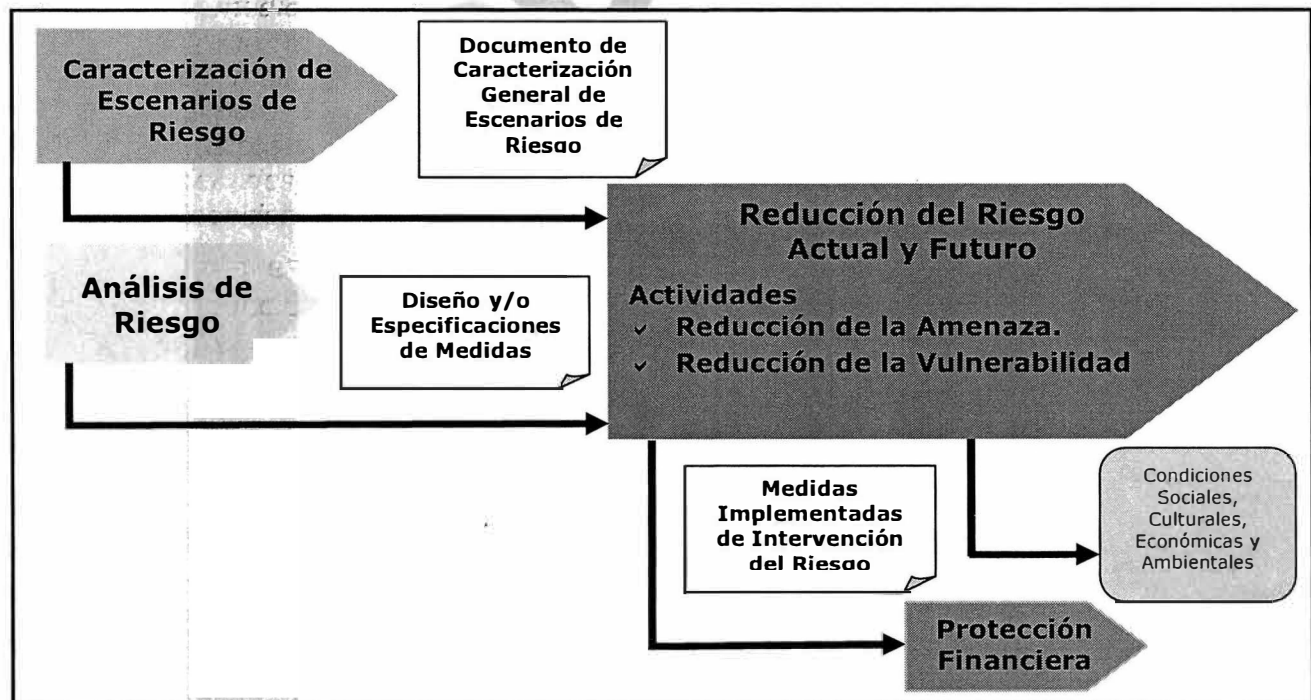 Caracterización de
Escenarios de
Riesgo
Documento de
Caracterización
General de
Escenarios de
Riesgo
Reducción del Riesgo
Actual y Futuro
Actividades
✓ Reducción de la Amenaza.
✓ Reducción de la Vulnerabilidad
Análisis de
Riesgo
Diseño y/o
Especificaciones
de Medidas
Medidas
Implementadas
de Intervención
del Riesgo
Condiciones
Sociales,
Culturales,
Económicas y
Ambientales
Protección
Financiera